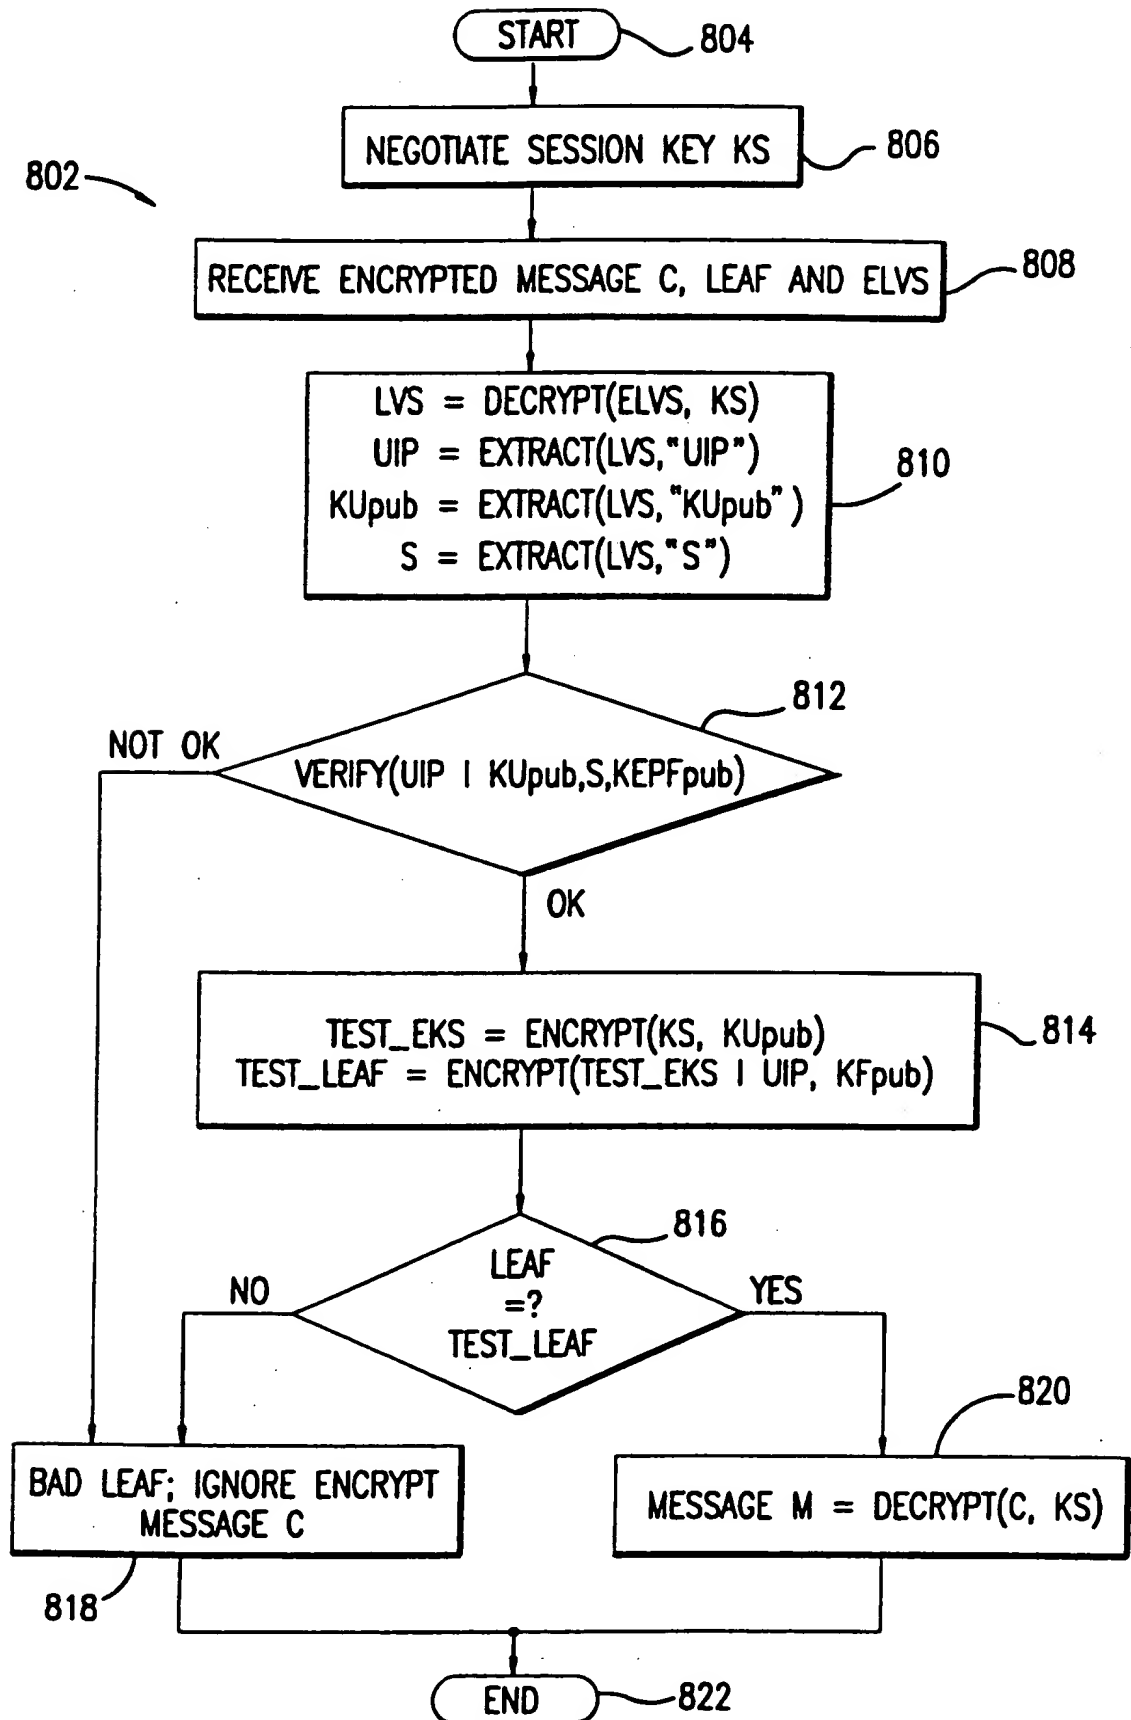 START
804
NEGOTIATE SESSION KEY KS
806
802
RECEIVE ENCRYPTED MESSAGE C, LEAF AND ELVS
808
LVS = DECRYPT(ELVS, KS)
UIP = EXTRACT(LVS,"UIP")
KUpub = EXTRACT(LVS,"KUpub")
S = EXTRACT(LVS,"S")
810
812
NOT OK
VERIFY(UIP | KUpub,S,KEPFpub)
OK
TEST_EKS = ENCRYPT(KS, KUpub)
TEST_LEAF = ENCRYPT(TEST_EKS | UIP, KFpub)
814
816
LEAF
=?
TEST_LEAF
NO
YES
820
BAD LEAF; IGNORE ENCRYPT
MESSAGE C
MESSAGE M = DECRYPT(C, KS)
818
END
822